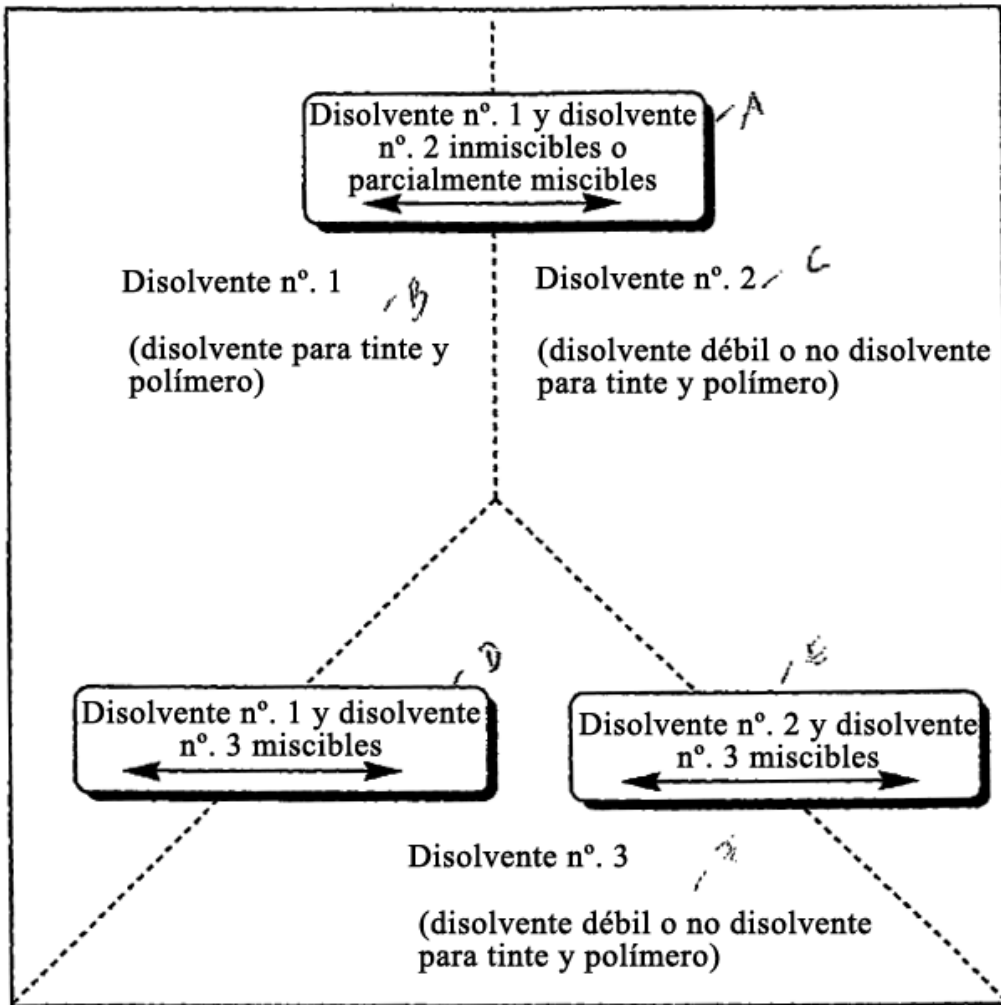 Disolvente nº. 1 y disolvente
nº. 2 inmiscibles o
parcialmente miscibles
A
Disolvente nº. 1
B
(disolvente para tinte y
polímero)
Disolvente nº. 2
C
(disolvente débil o no disolvente
para tinte y polímero)
Disolvente nº. 1 y disolvente
nº. 3 miscibles
D
Disolvente nº. 2 y disolvente
nº. 3 miscibles
E
Disolvente nº. 3
(disolvente débil o no disolvente
para tinte y polímero)